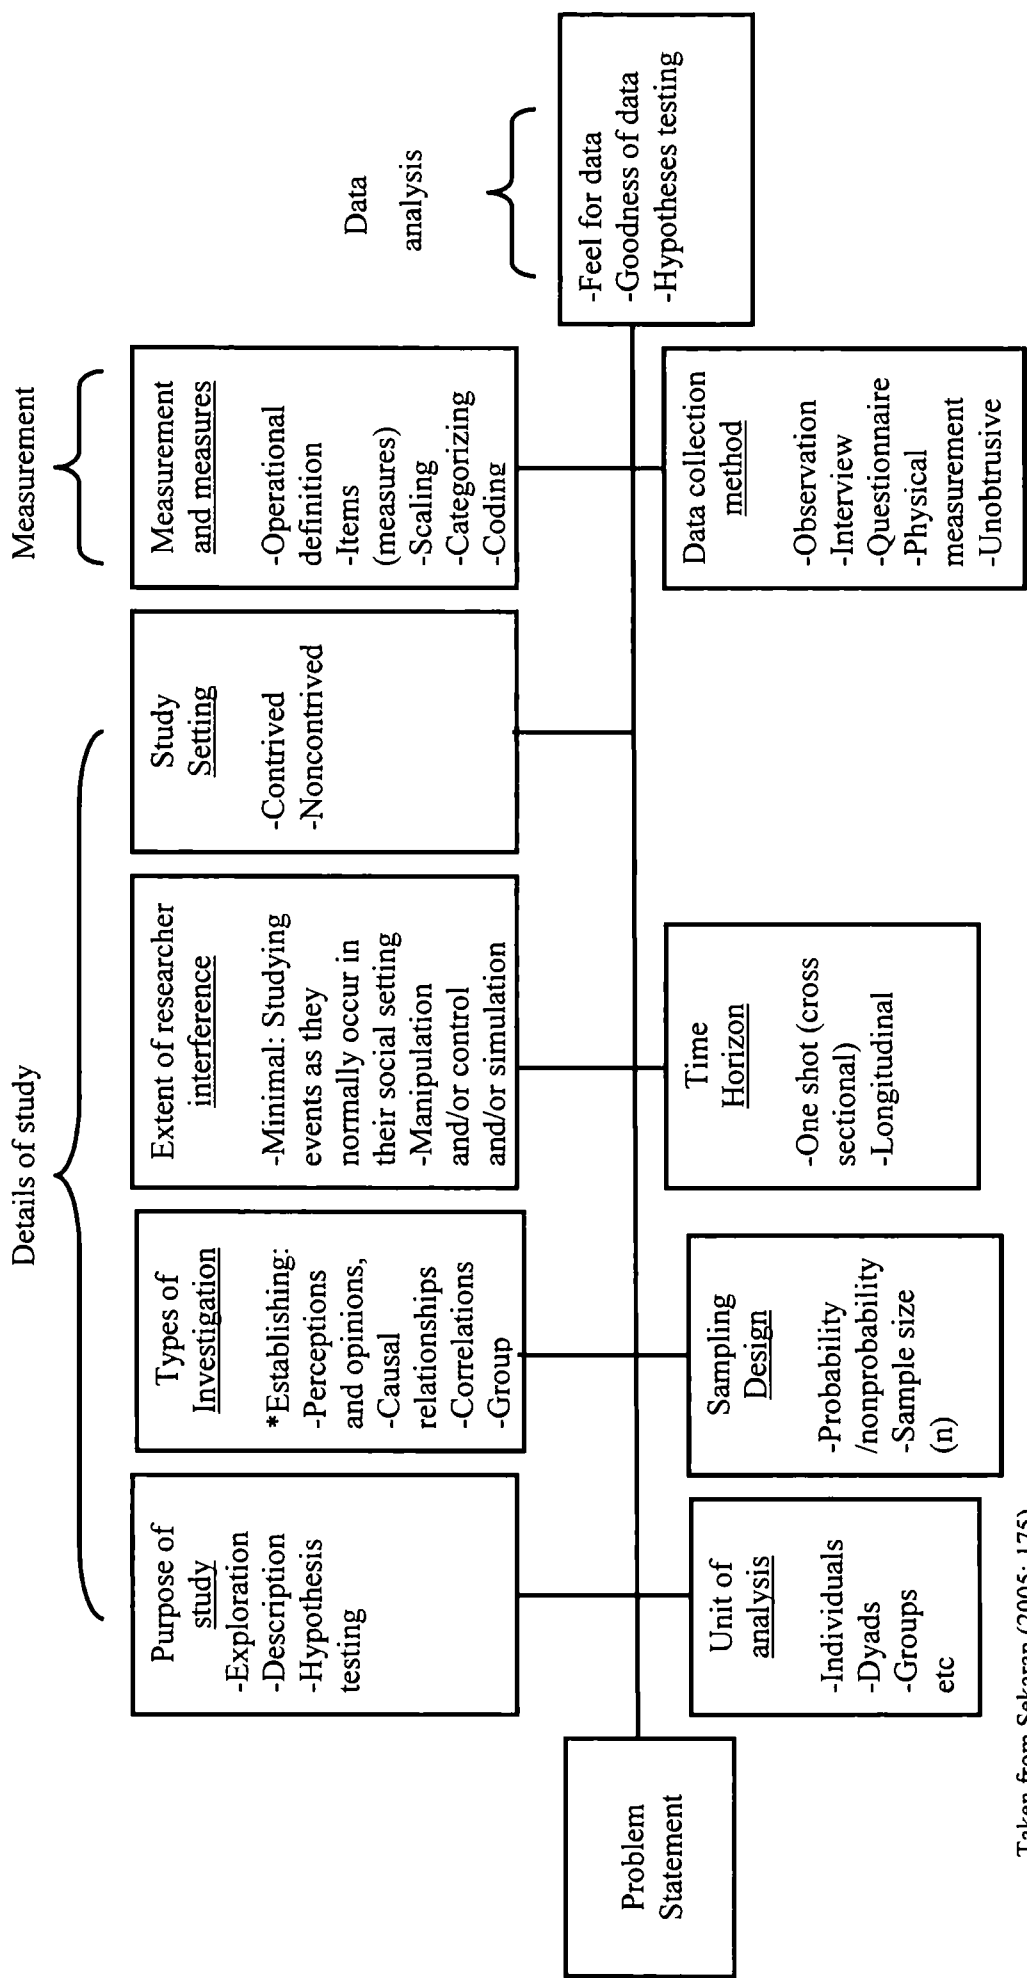 Details of study
Measurement
Data
analysis
Purpose of
study
-Exploration
-Description
-Hypothesis
testing
Types of
Investigation
*Establishing:
-Perceptions
and opinions,
-Causal
relationships
-Correlations
-Group
Extent of researcher
interference
-Minimal: Studying
events as they
normally occur in
their social setting
-Manipulation
and/or control
and/or simulation
Study
Setting
-Contrived
-Noncontrived
Measurement
and measures
-Operational
definition
-Items
(measures)
-Scaling
-Categorizing
-Coding
Problem
Statement
-Feel for data
-Goodness of data
-Hypotheses testing
Unit of
analysis
-Individuals
-Dyads
-Groups
etc
Sampling
Design
-Probability
/nonprobability
-Sample size
(n)
Time
Horizon
-One shot (cross
sectional)
-Longitudinal
Data collection
method
-Observation
-Interview
-Questionnaire
-Physical
measurement
-Unobtrusive
Taken from Sekaran (2005: 175)